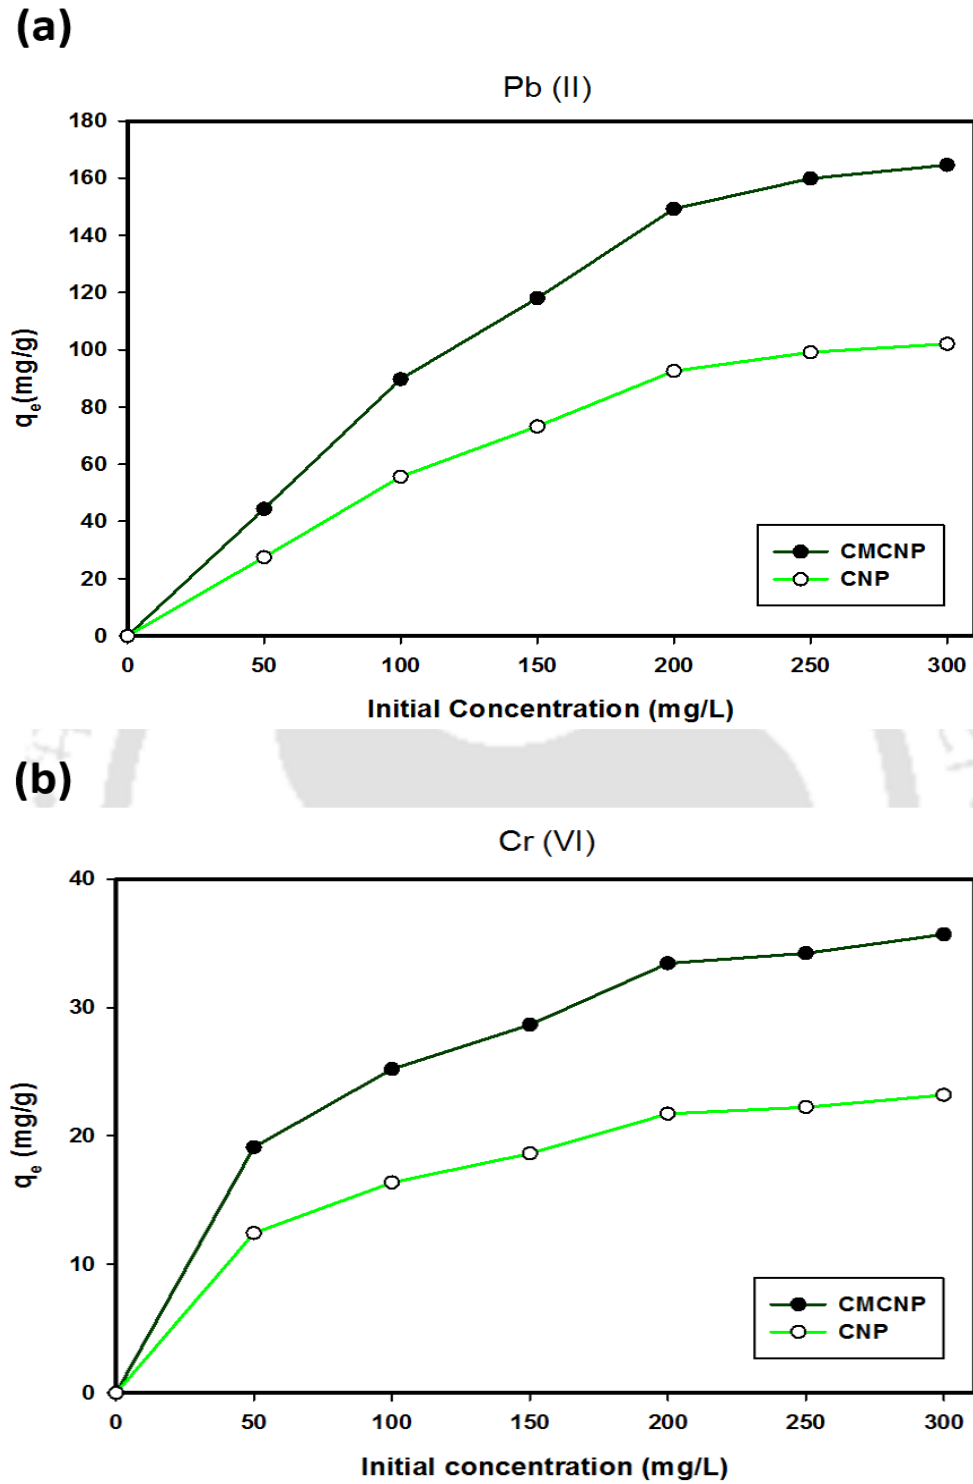 (a)
Pb (II)
180
160
140
120
100
80
60
40
20
0
qe(mg/g)
CMCNP
CNP
0 50 100 150 200 250 300
Initial Concentration (mg/L)
(b)
Cr (VI)
40
30
20
10
0
qe (mg/g)
CMCNP
CNP
0 50 100 150 200 250 300
Initial concentration (mg/L)